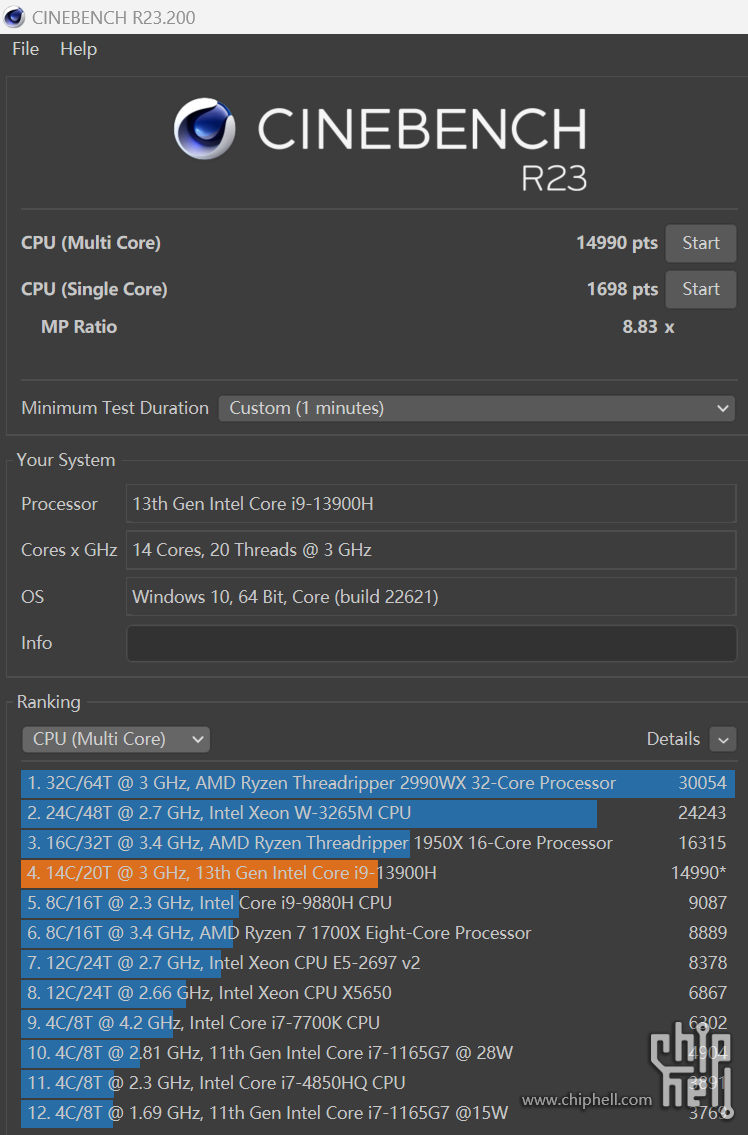 CINEBENCH R23.200
File Help
CINEBENCH
R23
CPU (Multi Core) 14990 pts Start
CPU (Single Core) 1698 pts Start
MP Ratio 8.83 x
Minimum Test Duration Custom (1 minutes)
Your System
Processor 13th Gen Intel Core i9-13900H
Cores x GHz 14 Cores, 20 Threads @ 3 GHz
OS Windows 10, 64 Bit, Core (build 22621)
Info
Ranking
CPU (Multi Core) Details
1. 32C/64T @ 3 GHz, AMD Ryzen Threadripper 2990WX 32-Core Processor 30054
2. 24C/48T @ 2.7 GHz, Intel Xeon W-3265M CPU 24243
3. 16C/32T @ 3.4 GHz, AMD Ryzen Threadripper 1950X 16-Core Processor 16315
4. 14C/20T @ 3 GHz, 13th Gen Intel Core i9-13900H 14990*
5. 8C/16T @ 2.3 GHz, Intel Core i9-9880H CPU 9087
6. 8C/16T @ 3.4 GHz, AMD Ryzen 7 1700X Eight-Core Processor 8889
7. 12C/24T @ 2.7 GHz, Intel Xeon CPU E5-2697 v2 8378
8. 12C/24T @ 2.66 GHz, Intel Xeon CPU X5650 6867
9. 4C/8T @ 4.2 GHz, Intel Core i7-7700K CPU 6302
10. 4C/8T @ 2.81 GHz, 11th Gen Intel Core i7-1165G7 @ 28W 4904
11. 4C/8T @ 2.3 GHz, Intel Core i7-4850HQ CPU 3891
12. 4C/8T @ 1.69 GHz, 11th Gen Intel Core i7-1165G7 @15W 3769
www.chiphell.com
chip
hell